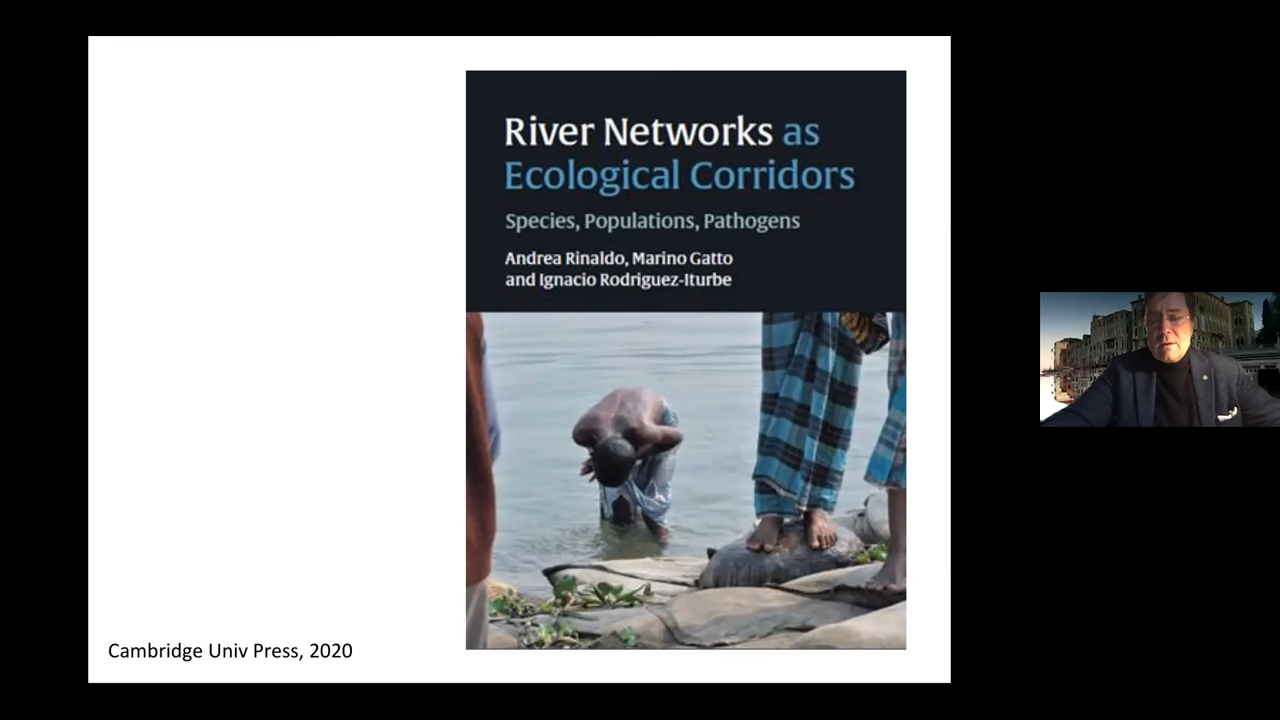 River Networks as
Ecological Corridors
Species, Populations, Pathogens
Andrea Rinaldo, Marino Gatto
and Ignacio Rodriguez-Iturbe
Cambridge Univ Press, 2020